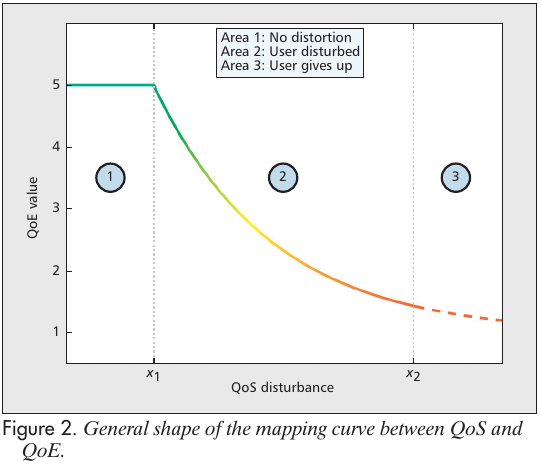 Area 1: No distortion
Area 2: User disturbed
Area 3: User gives up
5
4
3
2
1
QoE value
1
2
3
x1
x2
QoS disturbance
Figure 2. General shape of the mapping curve between QoS and
QoE.